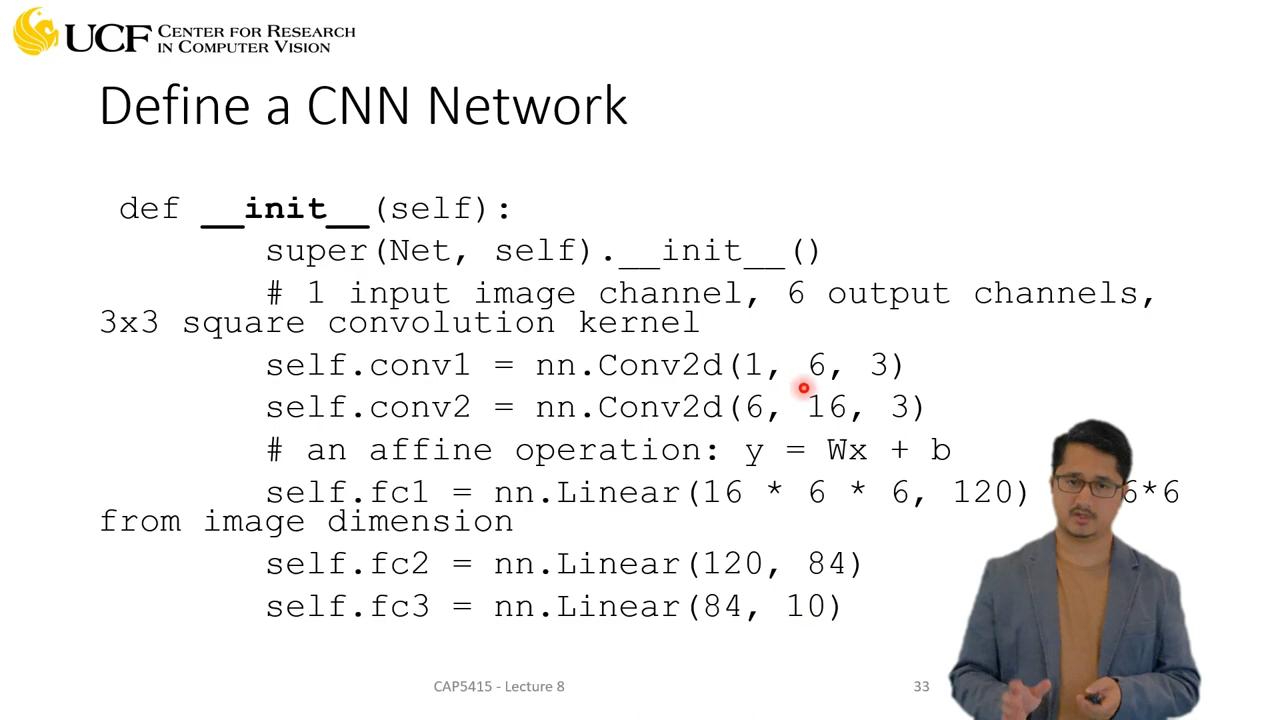 UCF CENTER FOR RESEARCH
IN COMPUTER VISION
Define a CNN Network
def __init__(self):
super(Net, self).__init__()
# 1 input image channel, 6 output channels,
3x3 square convolution kernel
self.conv1 = nn.Conv2d(1, 6, 3)
self.conv2 = nn.Conv2d(6, 16, 3)
# an affine operation: y = Wx + b
self.fc1 = nn.Linear(16 * 6 * 6, 120) 6*6
from image dimension
self.fc2 = nn.Linear(120, 84)
self.fc3 = nn.Linear(84, 10)
CAP5415 - Lecture 8
33